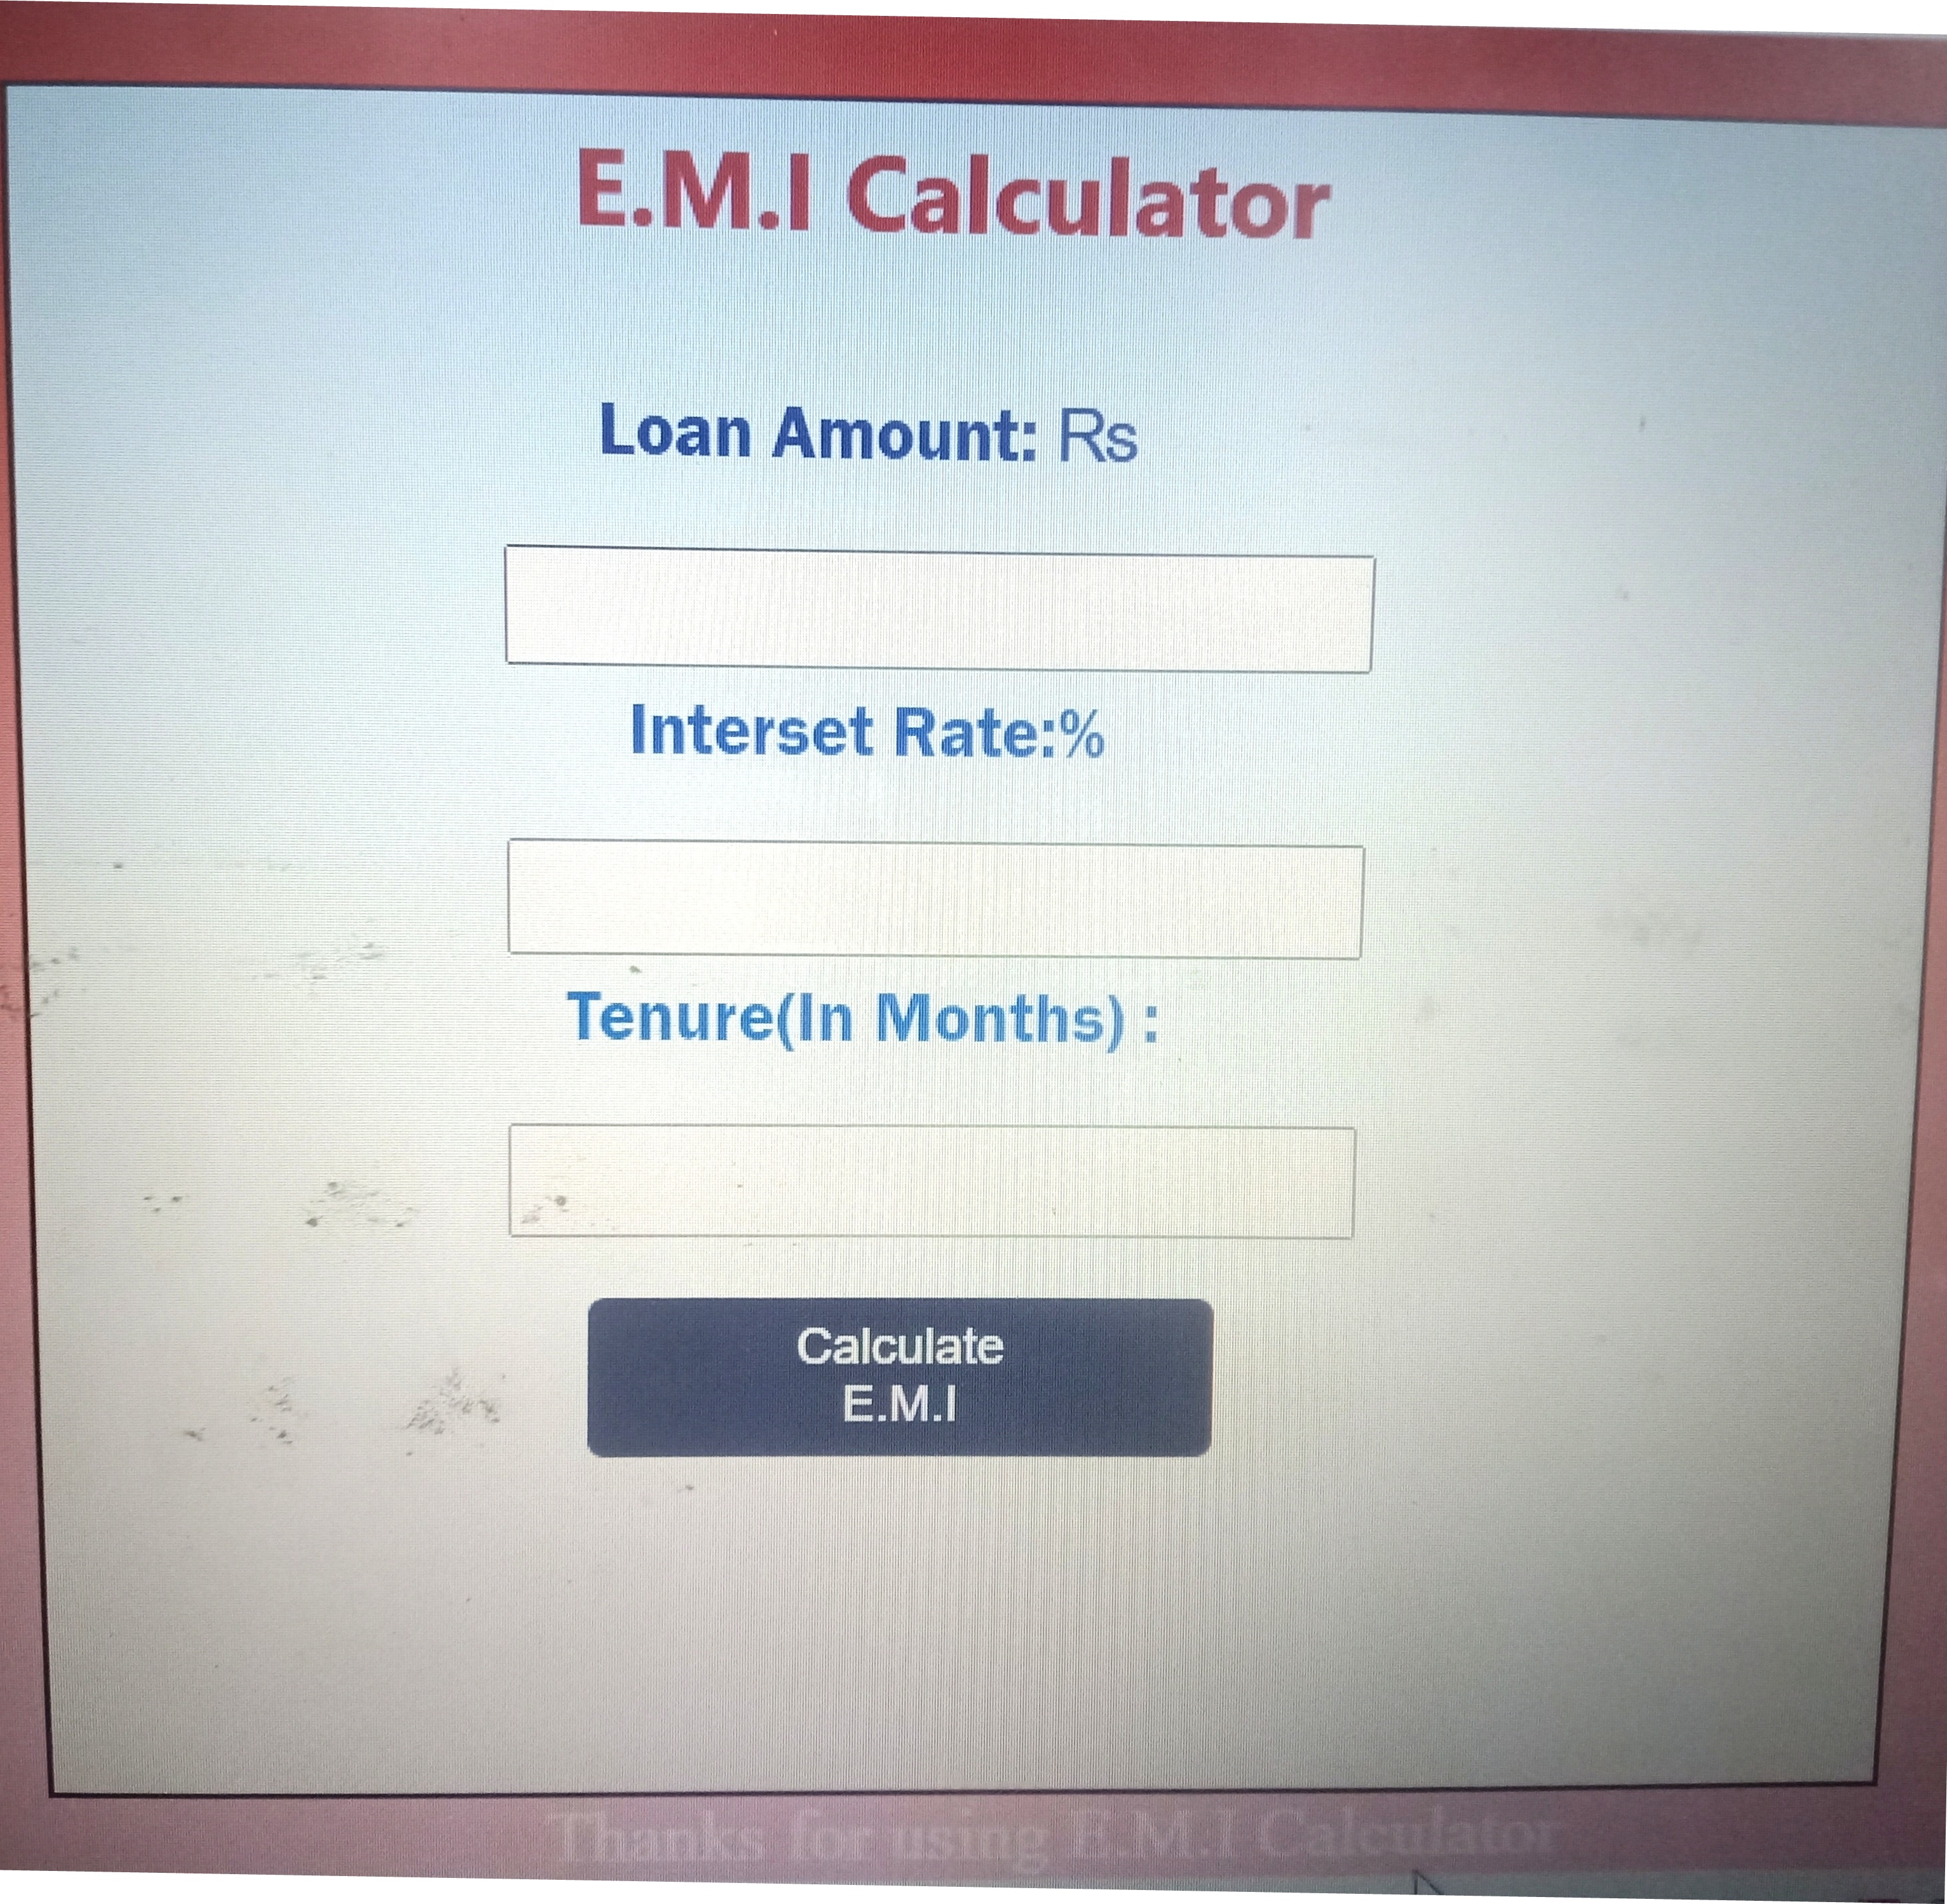 E.M.I Calculator
Loan Amount: Rs
Interset Rate:%
Tenure(In Months) :
Calculate
E.M.I
Thanks for using E.M.I Calculator